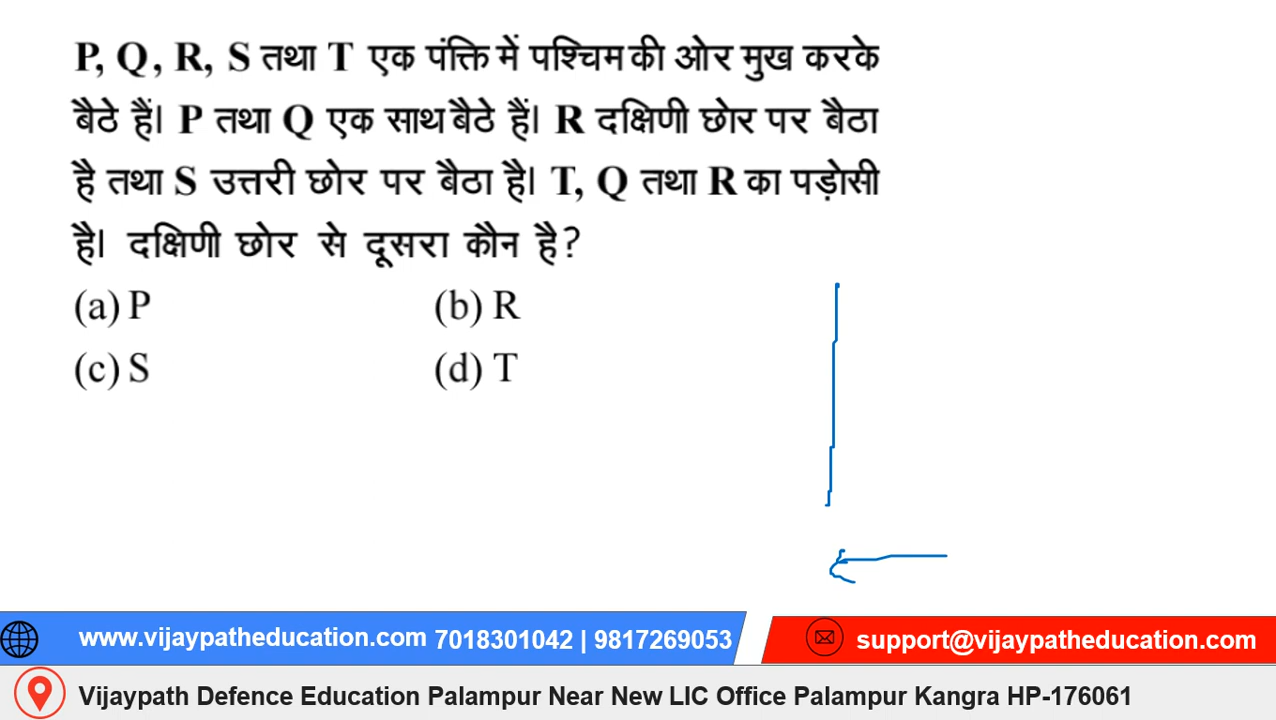 P, Q, R, S तथा T एक पंक्ति में पश्चिम की ओर मुख करके
बैठे हैं। P तथा Q एक साथ बैठे हैं। R दक्षिणी छोर पर बैठा
है तथा S उत्तरी छोर पर बैठा है। T, Q तथा R का पड़ोसी
है। दक्षिणी छोर से दूसरा कौन है?
(a) P (b) R
(c) S (d) T
www.vijaypatheducation.com 7018301042 | 9817269053 support@vijaypatheducation.com
Vijaypath Defence Education Palampur Near New LIC Office Palampur Kangra HP-176061